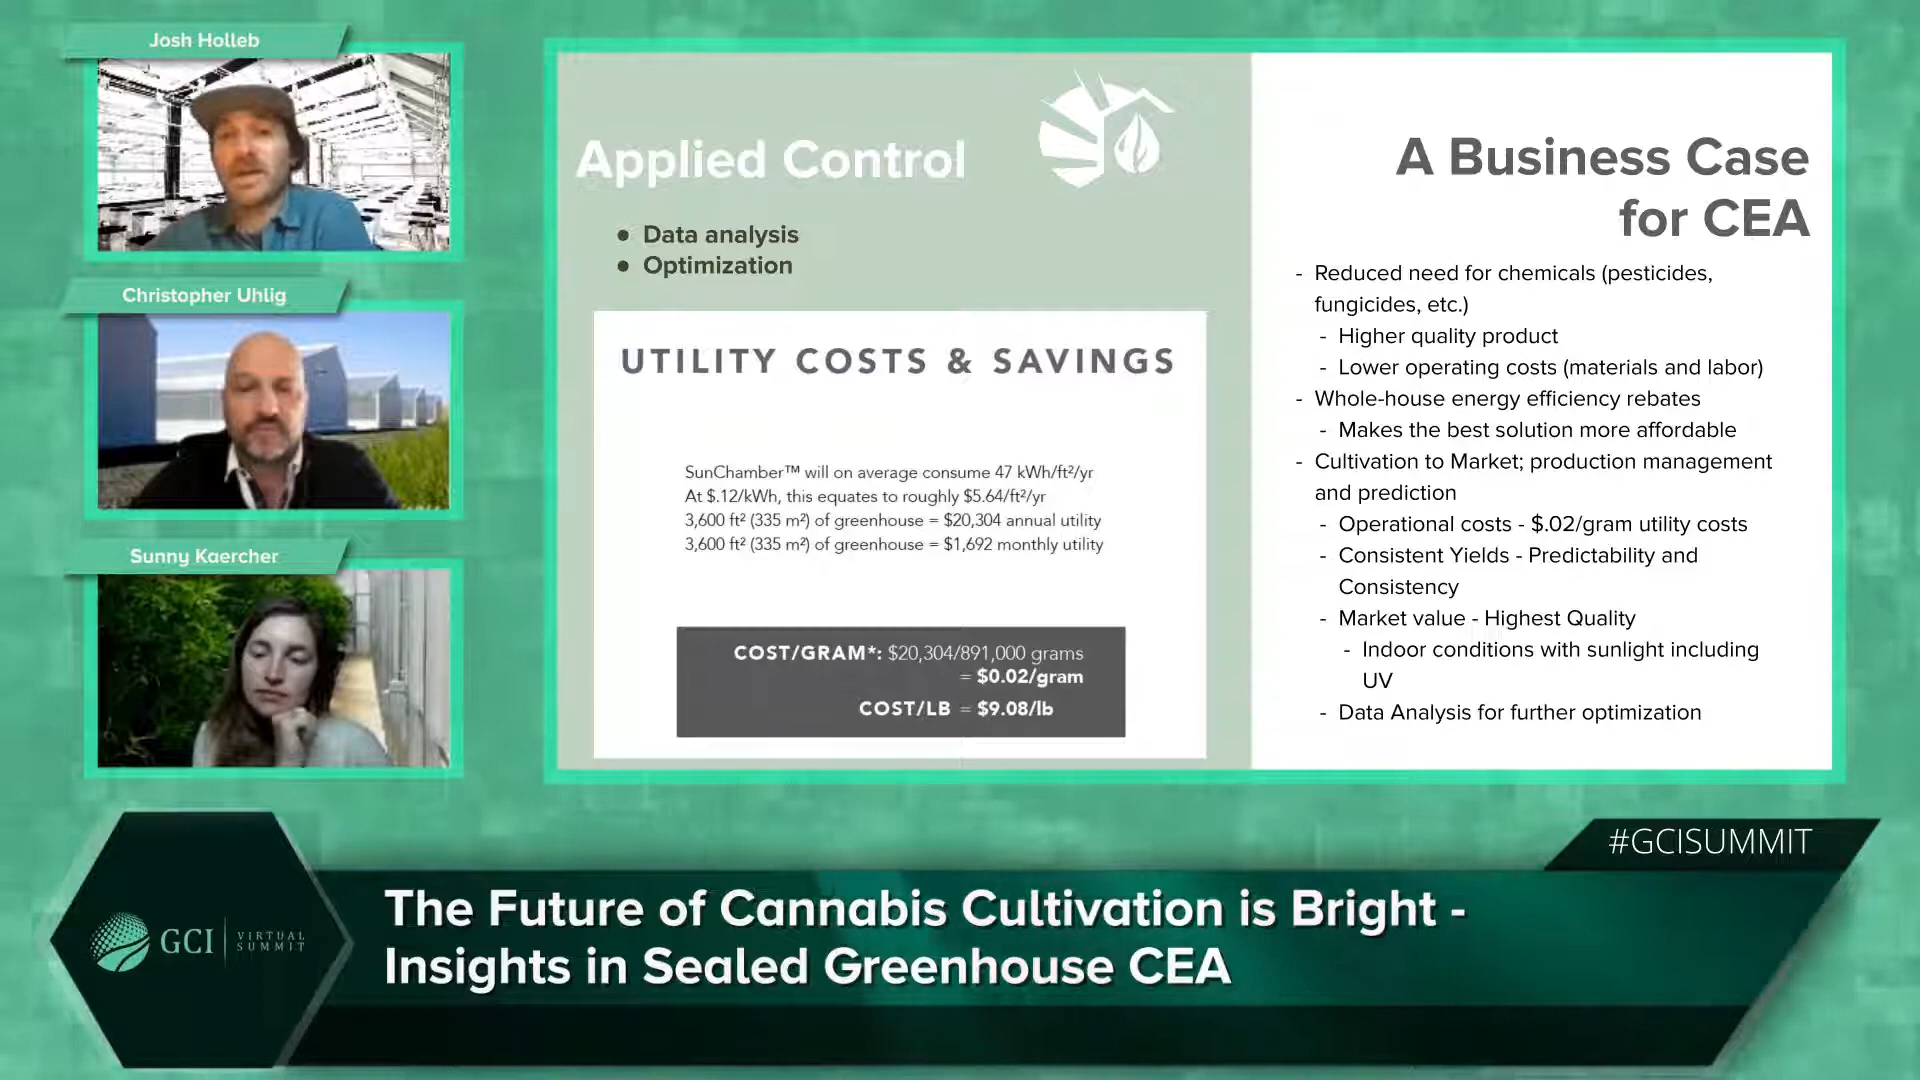 Josh Holleb
Christopher Uhlig
Sunny Kaercher
Applied Control
● Data analysis
● Optimization
UTILITY COSTS & SAVINGS
SunChamber™ will on average consume 47 kWh/ft²/yr
At $.12/kWh, this equates to roughly $5.64/ft²/yr
3,600 ft² (335 m²) of greenhouse = $20,304 annual utility
3,600 ft² (335 m²) of greenhouse = $1,692 monthly utility
COST/GRAM*: $20,304/891,000 grams
= $0.02/gram
COST/LB = $9.08/lb
A Business Case
for CEA
- Reduced need for chemicals (pesticides,
fungicides, etc.)
- Higher quality product
- Lower operating costs (materials and labor)
- Whole-house energy efficiency rebates
- Makes the best solution more affordable
- Cultivation to Market; production management
and prediction
- Operational costs - $.02/gram utility costs
- Consistent Yields - Predictability and
Consistency
- Market value - Highest Quality
- Indoor conditions with sunlight including
UV
- Data Analysis for further optimization
#GCISUMMIT
The Future of Cannabis Cultivation is Bright -
Insights in Sealed Greenhouse CEA
GCI
VIRTUAL
SUMMIT